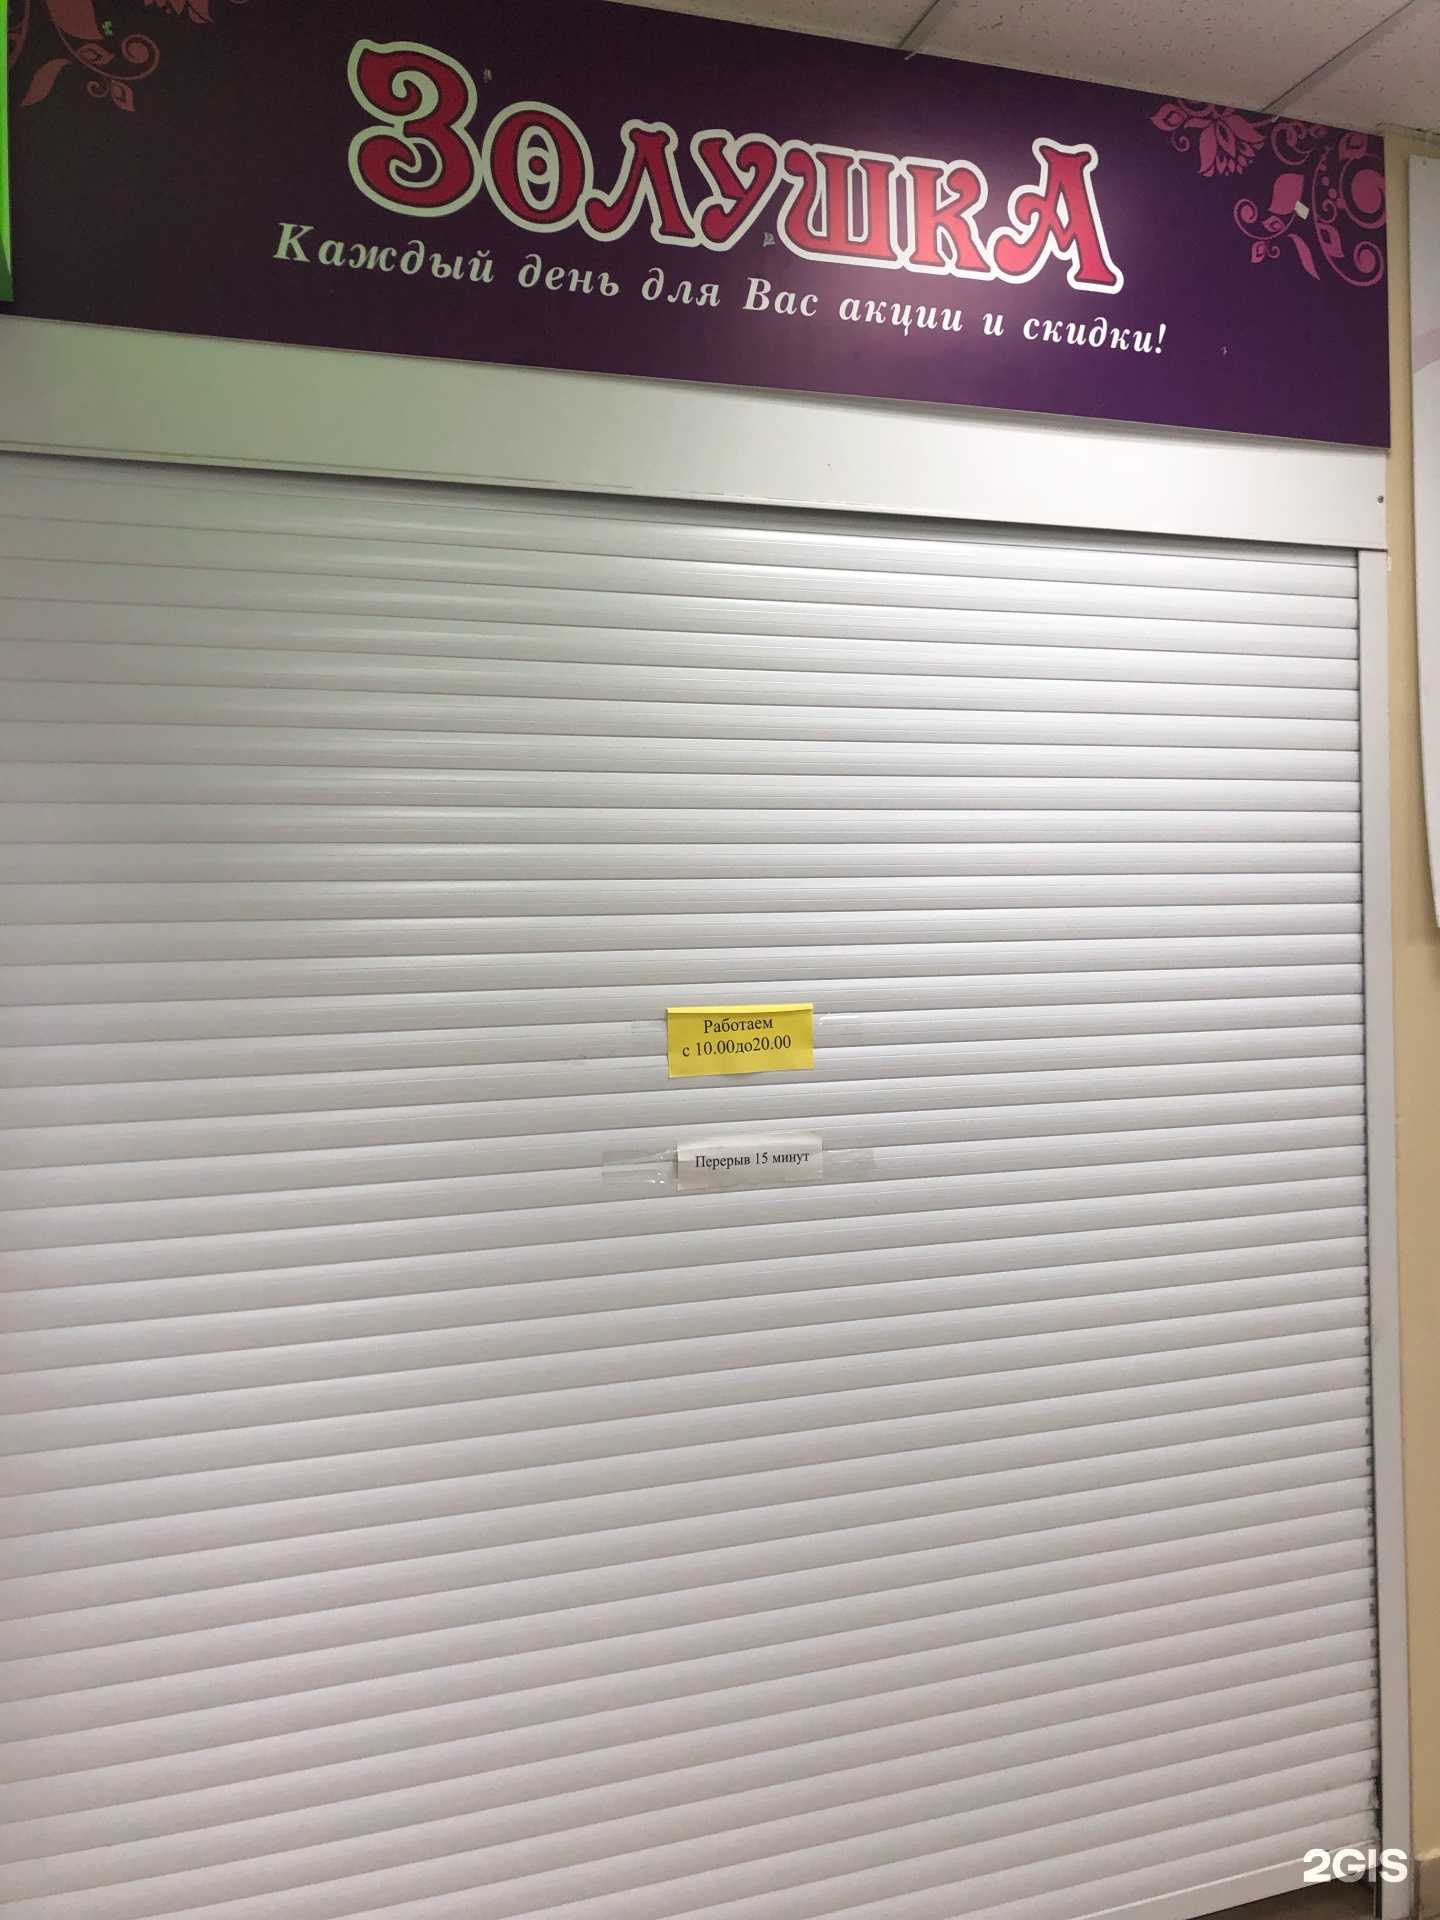 Золушка
Каждый день для Вас акции и скидки!
Работаем
с 10.00до20.00
Перерыв 15 минут
2GIS